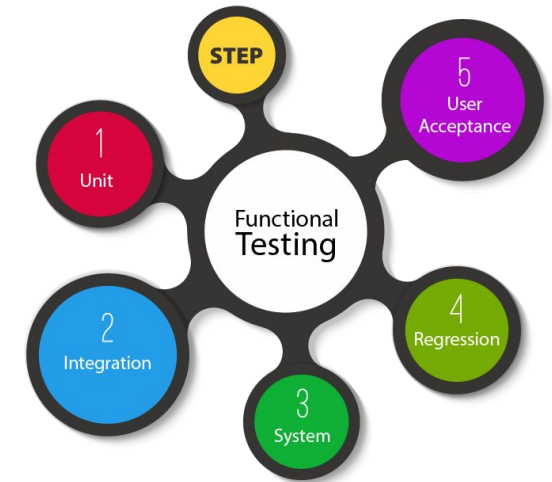 STEP
1
Unit
2
Integration
3
System
4
Regression
5
User
Acceptance
Functional
Testing